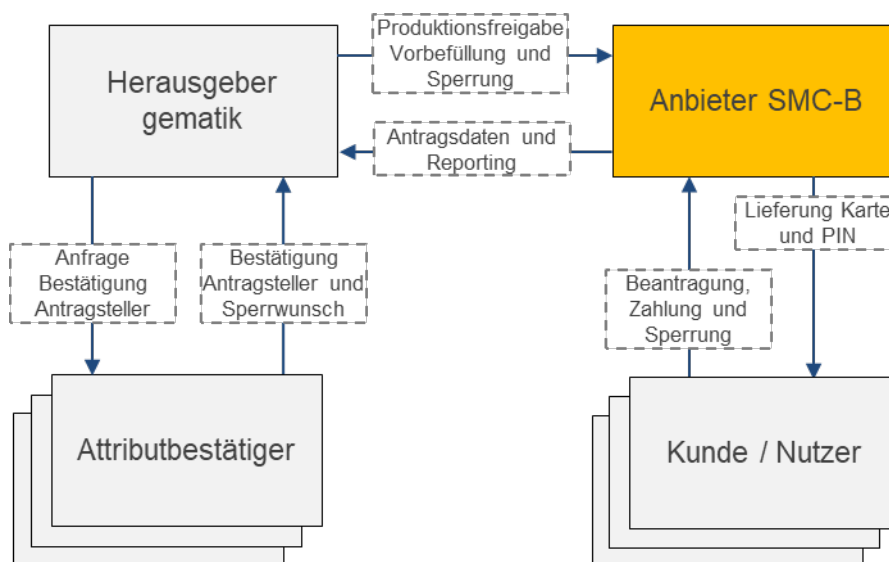 Herausgeber
gematik
Produktionsfreigabe
Vorbefüllung und
Sperrung
Anbieter SMC-B
Antragsdaten und
Reporting
Anfrage
Bestätigung
Antragsteller
Bestätigung
Antragsteller und
Sperrwunsch
Beantragung,
Zahlung und
Sperrung
Lieferung Karte
und PIN
Attributbestätiger
Kunde / Nutzer